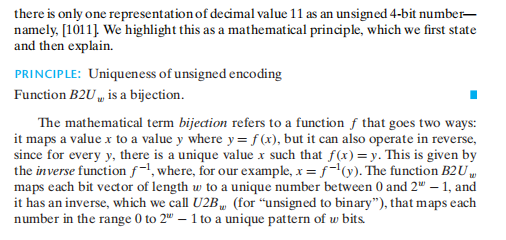 there is only one representation of decimal value 11 as an unsigned 4-bit number—
namely, [1011]. We highlight this as a mathematical principle, which we first state
and then explain.
PRINCIPLE: Uniqueness of unsigned encoding
Function B2U_w is a bijection.
The mathematical term bijection refers to a function f that goes two ways:
it maps a value x to a value y where y = f(x), but it can also operate in reverse,
since for every y, there is a unique value x such that f(x) = y. This is given by
the inverse function f⁻¹, where, for our example, x = f⁻¹(y). The function B2U_w
maps each bit vector of length w to a unique number between 0 and 2ʷ − 1, and
it has an inverse, which we call U2B_w (for “unsigned to binary”), that maps each
number in the range 0 to 2ʷ − 1 to a unique pattern of w bits.